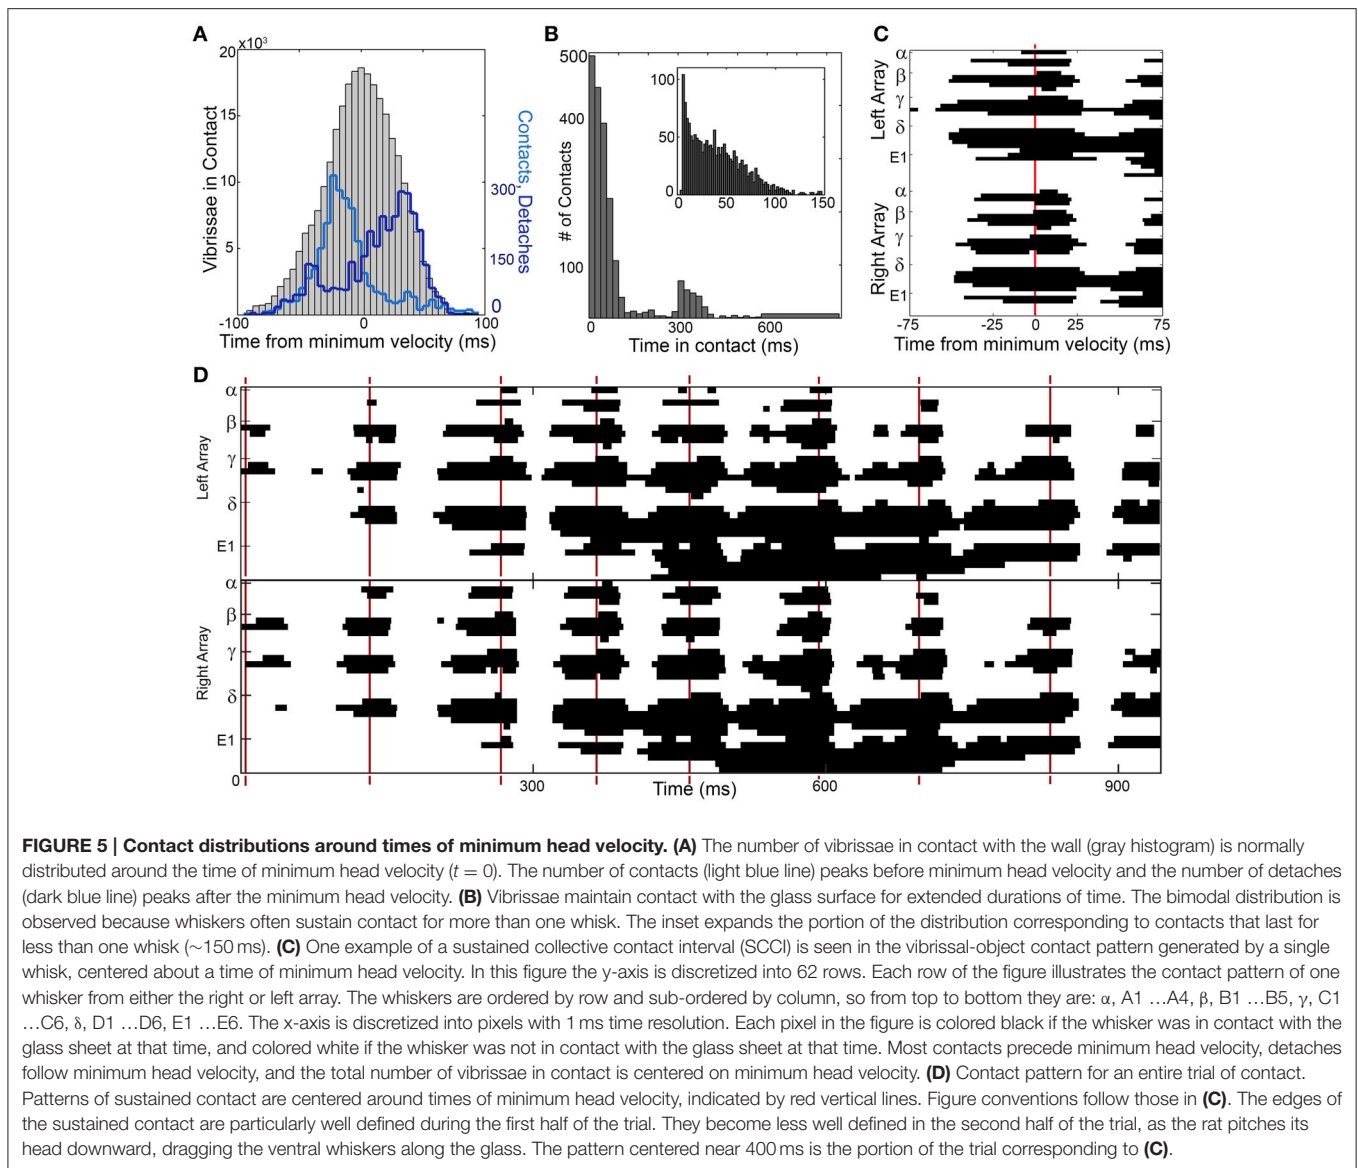 A
×10³
20
15
10
5
Vibrissae in Contact
300
150
0
Contacts, Detaches
-100
0
100
Time from minimum velocity (ms)
B
500
400
100
# of Contacts
0
300
600
Time in contact (ms)
100
50
0
0
50
100
150
C
α
β
γ
δ
E1
Left Array
α
β
γ
δ
E1
Right Array
-75
-25
0
25
75
Time from minimum velocity (ms)
D
α
β
γ
δ
E1
Left Array
α
β
γ
δ
E1
Right Array
0
300
Time (ms)
600
900
FIGURE 5 | Contact distributions around times of minimum head velocity. (A) The number of vibrissae in contact with the wall (gray histogram) is normally
distributed around the time of minimum head velocity (t = 0). The number of contacts (light blue line) peaks before minimum head velocity and the number of detaches
(dark blue line) peaks after the minimum head velocity. (B) Vibrissae maintain contact with the glass surface for extended durations of time. The bimodal distribution is
observed because whiskers often sustain contact for more than one whisk. The inset expands the portion of the distribution corresponding to contacts that last for
less than one whisk (~150 ms). (C) One example of a sustained collective contact interval (SCCI) is seen in the vibrissal-object contact pattern generated by a single
whisk, centered about a time of minimum head velocity. In this figure the y-axis is discretized into 62 rows. Each row of the figure illustrates the contact pattern of one
whisker from either the right or left array. The whiskers are ordered by row and sub-ordered by column, so from top to bottom they are: α, A1 ...A4, β, B1 ...B5, γ, C1
...C6, δ, D1 ...D6, E1 ...E6. The x-axis is discretized into pixels with 1 ms time resolution. Each pixel in the figure is colored black if the whisker was in contact with the
glass sheet at that time, and colored white if the whisker was not in contact with the glass sheet at that time. Most contacts precede minimum head velocity, detaches
follow minimum head velocity, and the total number of vibrissae in contact is centered on minimum head velocity. (D) Contact pattern for an entire trial of contact.
Patterns of sustained contact are centered around times of minimum head velocity, indicated by red vertical lines. Figure conventions follow those in (C). The edges of
the sustained contact are particularly well defined during the first half of the trial. They become less well defined in the second half of the trial, as the rat pitches its
head downward, dragging the ventral whiskers along the glass. The pattern centered near 400 ms is the portion of the trial corresponding to (C).